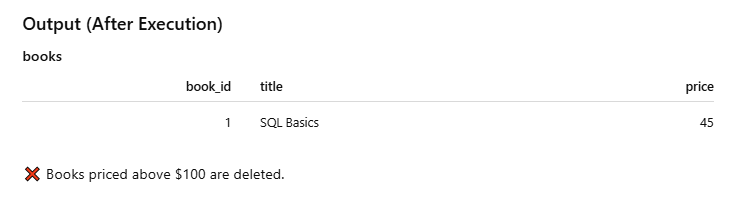 Output (After Execution)
books
book_id title price
1 SQL Basics 45
❌ Books priced above $100 are deleted.